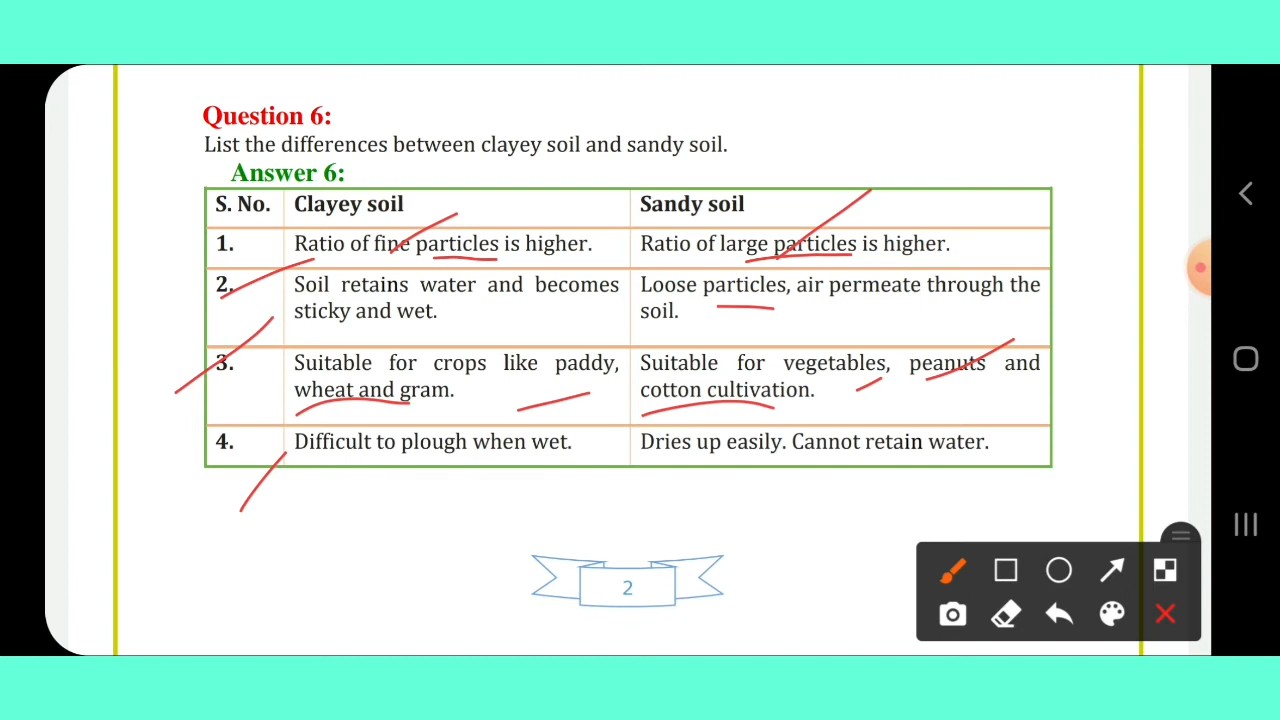 Question 6:
List the differences between clayey soil and sandy soil.
Answer 6:
S. No. Clayey soil Sandy soil
1. Ratio of fine particles is higher. Ratio of large particles is higher.
2. Soil retains water and becomes Loose particles, air permeate through the
sticky and wet. soil.
3. Suitable for crops like paddy, Suitable for vegetables, peanuts and
wheat and gram. cotton cultivation.
4. Difficult to plough when wet. Dries up easily. Cannot retain water.
2